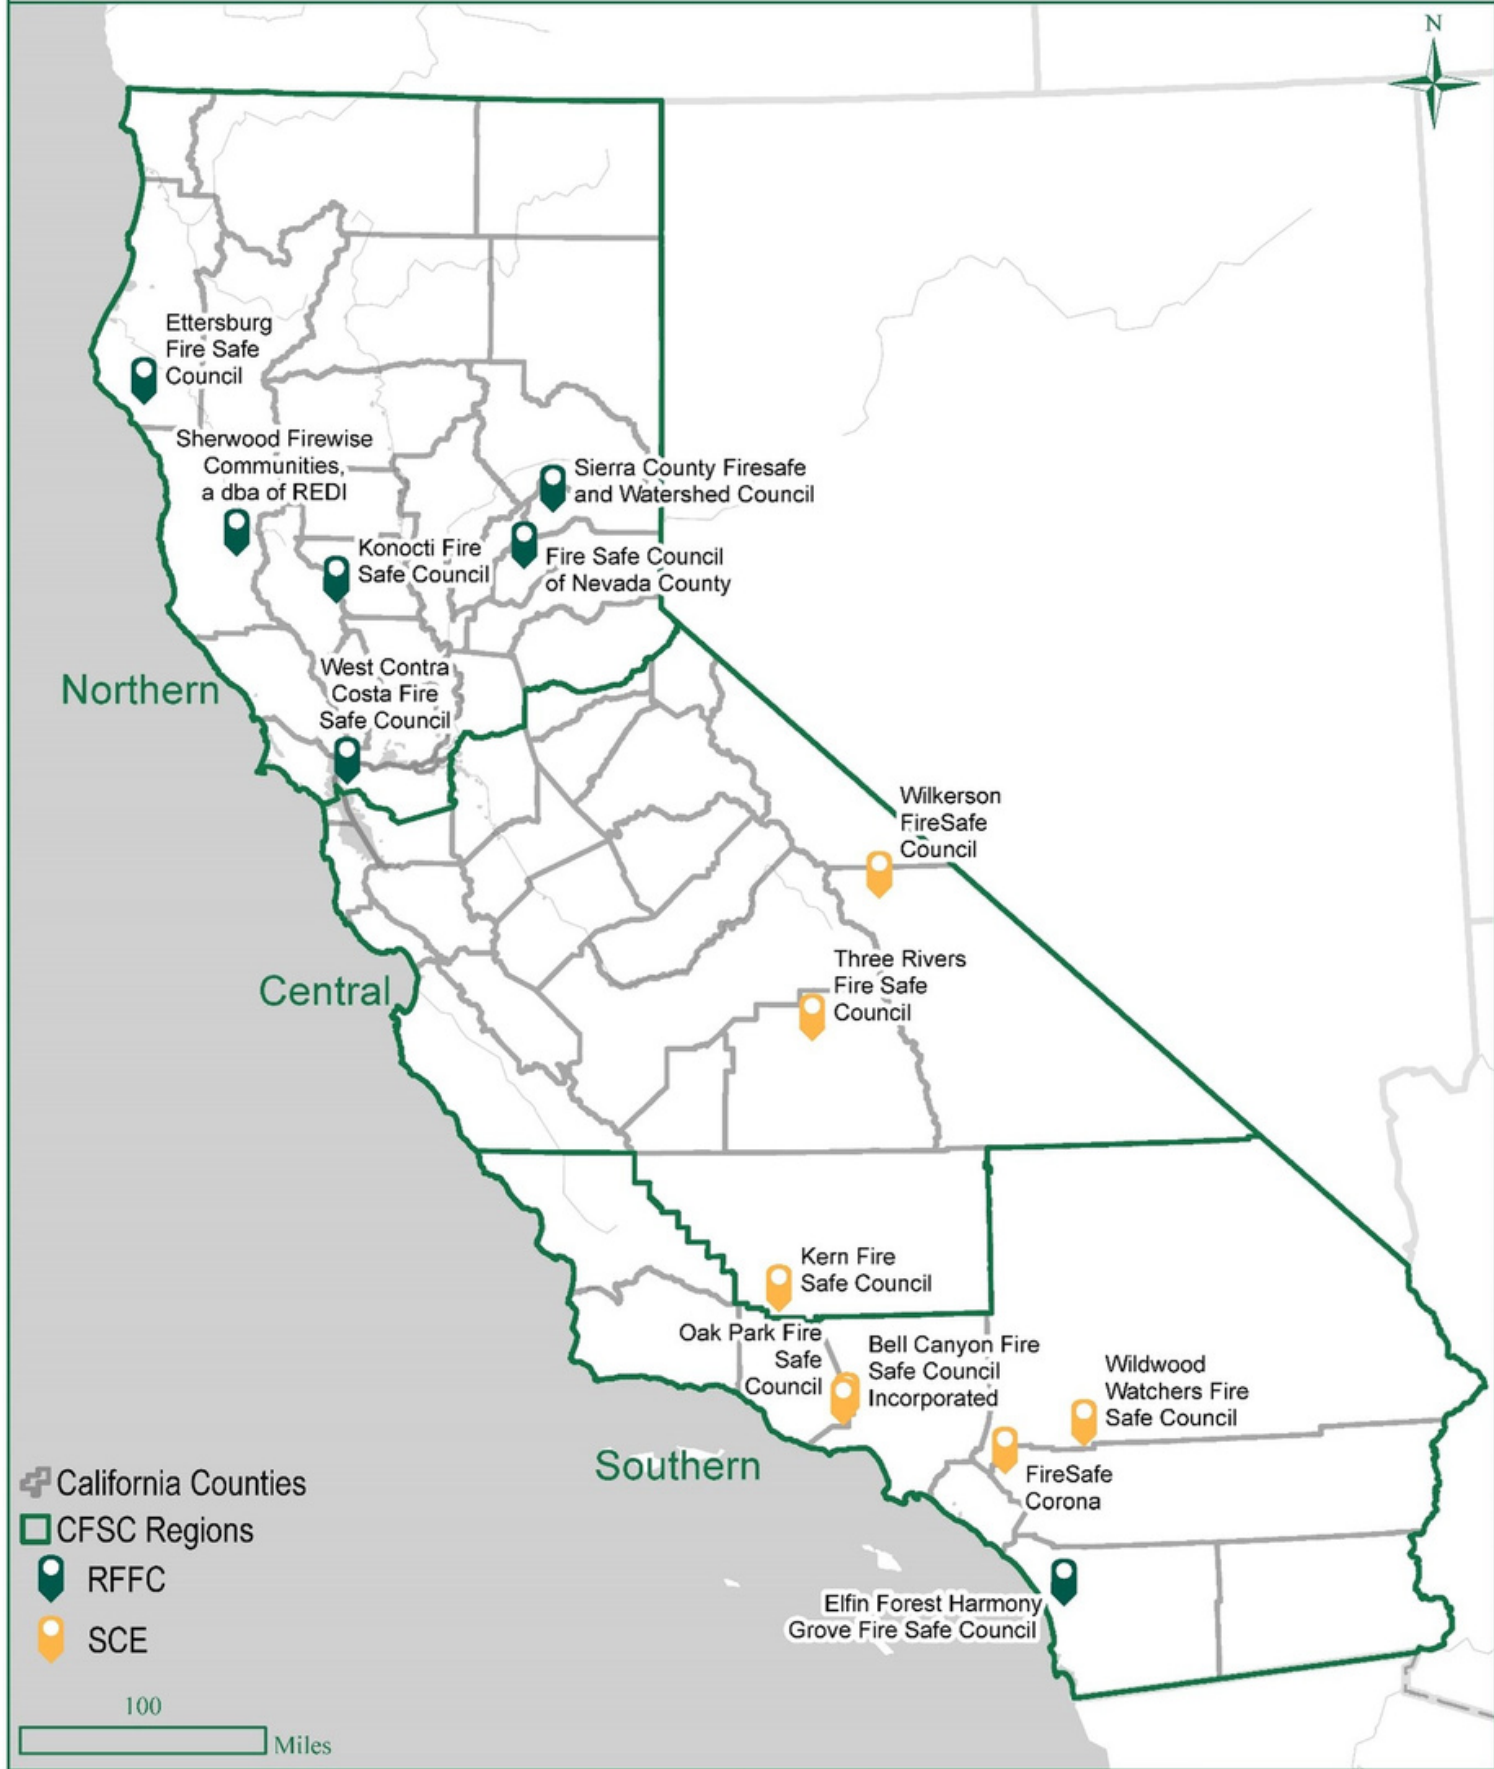 N
Ettersburg
Fire Safe
Council
Sherwood Firewise
Communities,
a dba of REDI
Sierra County Firesafe
and Watershed Council
Konocti Fire
Safe Council
Fire Safe Council
of Nevada County
West Contra
Costa Fire
Safe Council
Northern
Wilkerson
FireSafe
Council
Three Rivers
Fire Safe
Council
Central
Kern Fire
Safe Council
Oak Park Fire
Safe
Council
Bell Canyon Fire
Safe Council
Incorporated
Wildwood
Watchers Fire
Safe Council
Southern
FireSafe
Corona
Elfin Forest Harmony
Grove Fire Safe Council
California Counties
CFSC Regions
RFFC
SCE
100
Miles